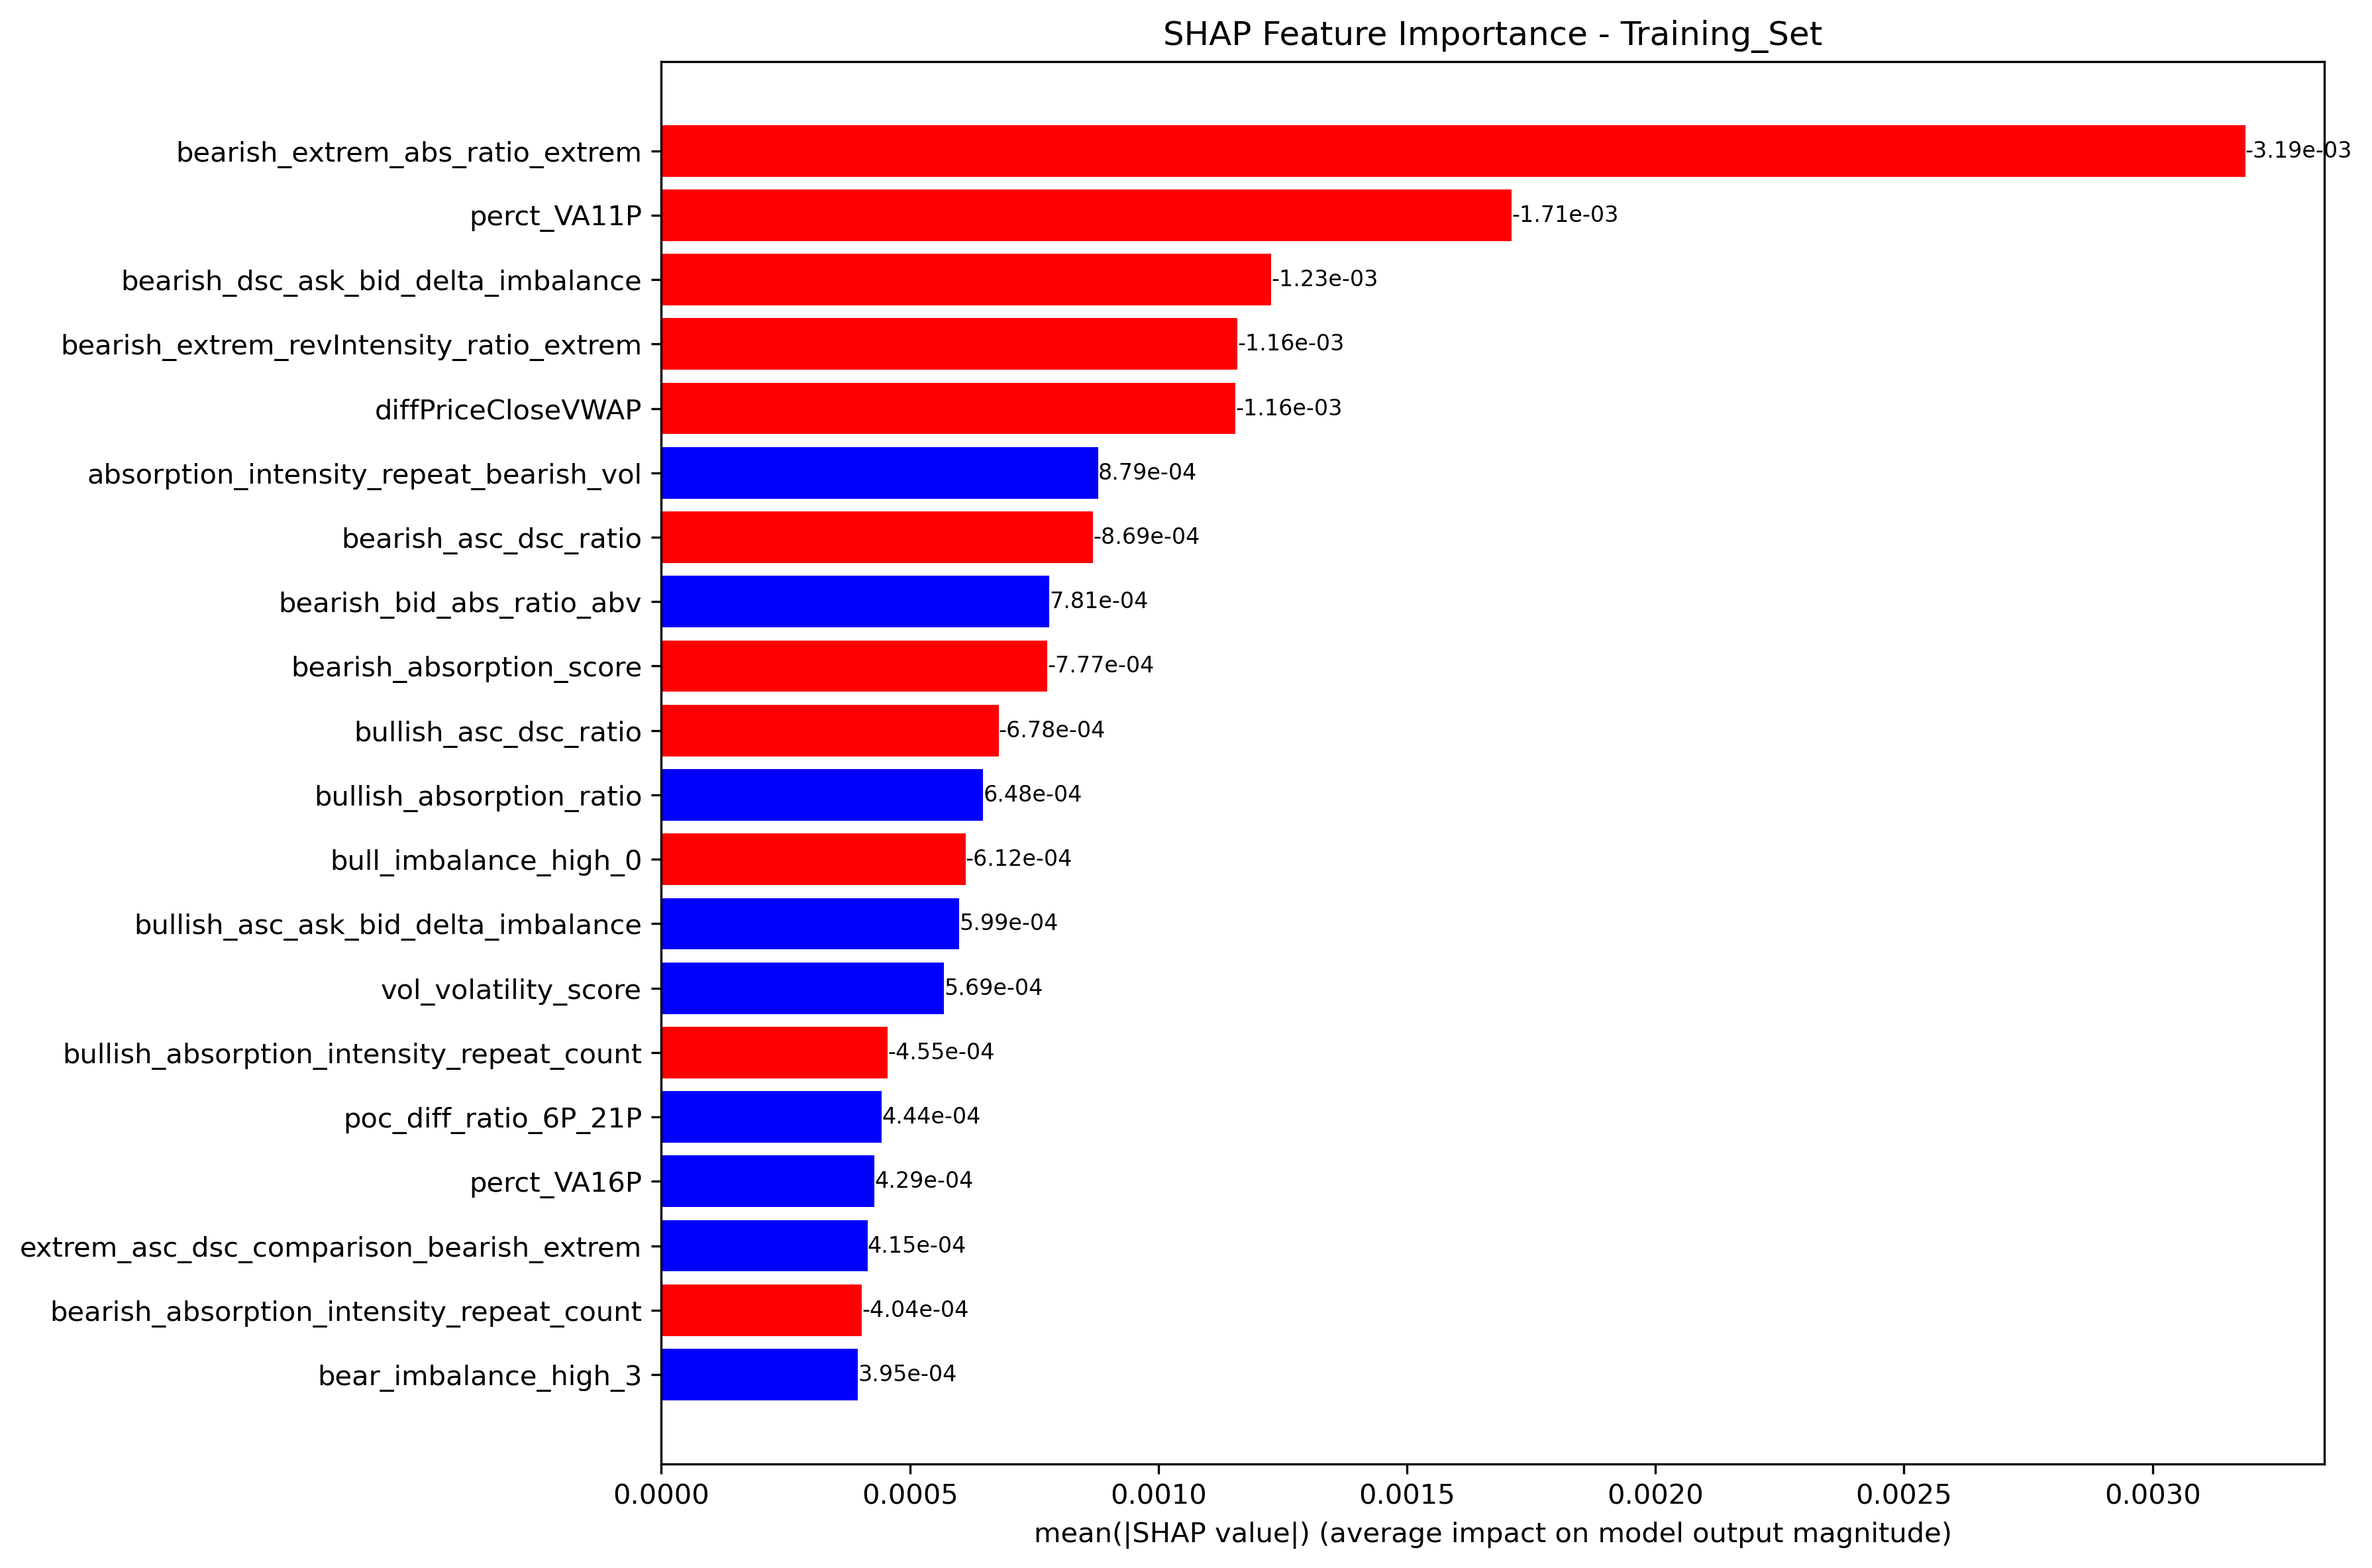 SHAP Feature Importance - Training_Set
bearish_extrem_abs_ratio_extrem -3.19e-03
perct_VA11P -1.71e-03
bearish_dsc_ask_bid_delta_imbalance -1.23e-03
bearish_extrem_revIntensity_ratio_extrem -1.16e-03
diffPriceCloseVWAP -1.16e-03
absorption_intensity_repeat_bearish_vol 8.79e-04
bearish_asc_dsc_ratio -8.69e-04
bearish_bid_abs_ratio_abv 7.81e-04
bearish_absorption_score -7.77e-04
bullish_asc_dsc_ratio -6.78e-04
bullish_absorption_ratio 6.48e-04
bull_imbalance_high_0 -6.12e-04
bullish_asc_ask_bid_delta_imbalance 5.99e-04
vol_volatility_score 5.69e-04
bullish_absorption_intensity_repeat_count -4.55e-04
poc_diff_ratio_6P_21P 4.44e-04
perct_VA16P 4.29e-04
extrem_asc_dsc_comparison_bearish_extrem 4.15e-04
bearish_absorption_intensity_repeat_count -4.04e-04
bear_imbalance_high_3 3.95e-04
0.0000 0.0005 0.0010 0.0015 0.0020 0.0025 0.0030
mean(|SHAP value|) (average impact on model output magnitude)